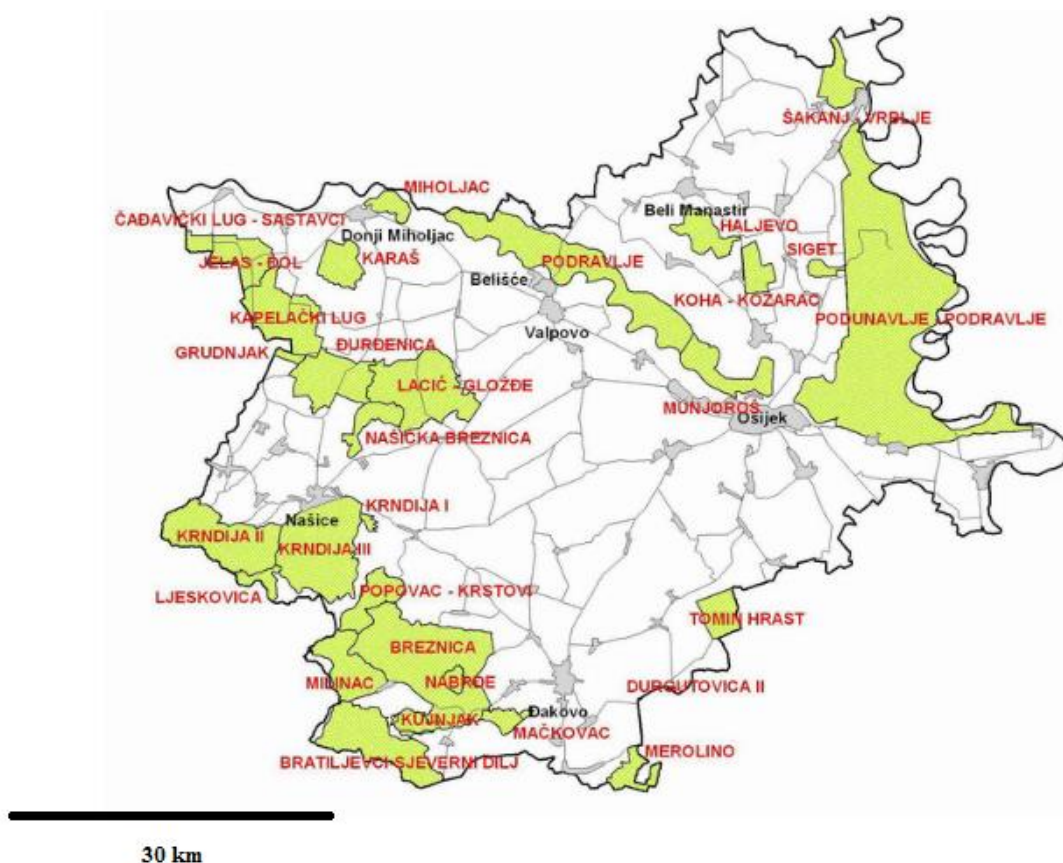 ŠAKANJ - VRBLJE
MIHOLJAC
ČAĐAVIČKI LUG - SASTAVCI
Beli Manastir
HALJEVO
Donji Miholjac
KARAŠ
SIGET
JELAS - ĐOL
PODRAVLJE
Belišće
KOHA - KOZARAC
KAPELAČKI LUG
PODUNAVLJE - PODRAVLJE
Valpovo
ĐURĐENICA
GRUDNJAK
LACIĆ - GLOŽĐE
MUNJOROŠ
Osijek
NAŠIČKA BREZNICA
KRNDIJA I
Našice
KRNDIJA II
KRNDIJA III
LJESKOVICA
POPOVAC - KRSTOVI
TOMIN HRAST
BREZNICA
MILINAC
NABRĐE
DURGUTOVICA II
Đakovo
KUJNJAK
MAČKOVAC
MEROLINO
BRATILJEVCI-SJEVERNI DILJ
30 km